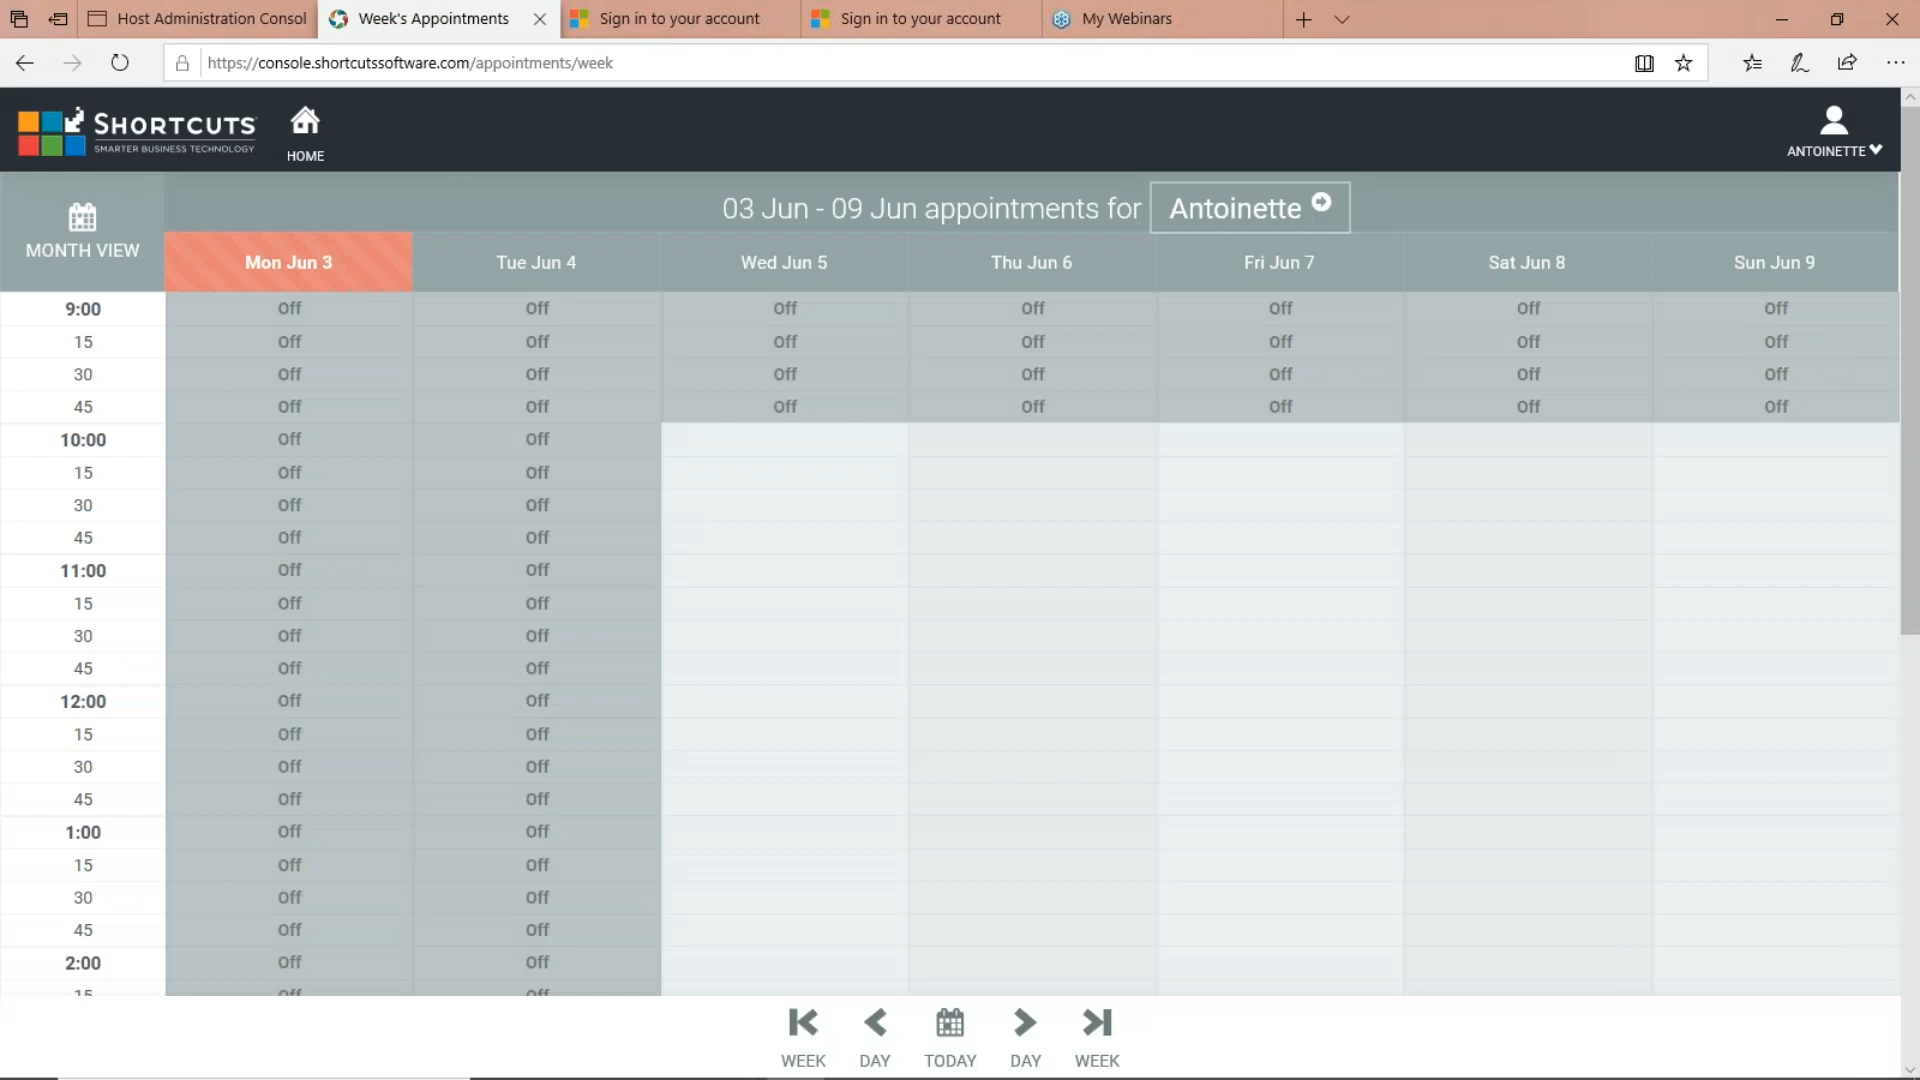 Host Administration Consol
Week's Appointments
Sign in to your account
Sign in to your account
My Webinars
https://console.shortcutssoftware.com/appointments/week
SHORTCUTS
SMARTER BUSINESS TECHNOLOGY
HOME
ANTOINETTE
MONTH VIEW
03 Jun - 09 Jun appointments for Antoinette
Mon Jun 3 Tue Jun 4 Wed Jun 5 Thu Jun 6 Fri Jun 7 Sat Jun 8 Sun Jun 9
9:00 Off Off Off Off Off Off Off
15 Off Off Off Off Off Off Off
30 Off Off Off Off Off Off Off
45 Off Off Off Off Off Off Off
10:00 Off Off
15 Off Off
30 Off Off
45 Off Off
11:00 Off Off
15 Off Off
30 Off Off
45 Off Off
12:00 Off Off
15 Off Off
30 Off Off
45 Off Off
1:00 Off Off
15 Off Off
30 Off Off
45 Off Off
2:00 Off Off
15 Off Off
WEEK DAY TODAY DAY WEEK